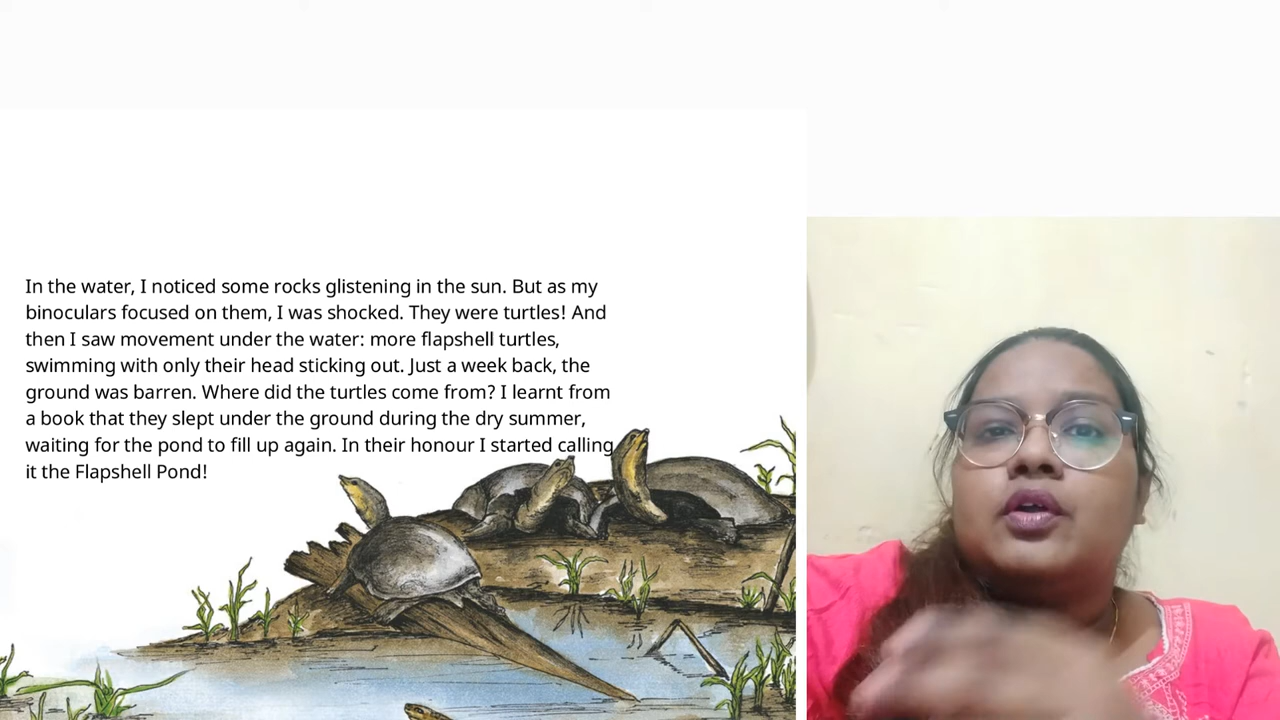 In the water, I noticed some rocks glistening in the sun. But as my
binoculars focused on them, I was shocked. They were turtles! And
then I saw movement under the water: more flapshell turtles,
swimming with only their head sticking out. Just a week back, the
ground was barren. Where did the turtles come from? I learnt from
a book that they slept under the ground during the dry summer,
waiting for the pond to fill up again. In their honour I started calling
it the Flapshell Pond!